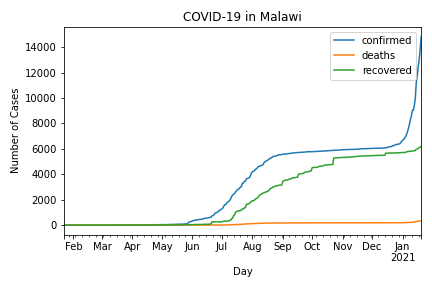 COVID-19 in Malawi
confirmed
deaths
recovered
Number of Cases
14000
12000
10000
8000
6000
4000
2000
0
Feb Mar Apr May Jun Jul Aug Sep Oct Nov Dec Jan
2021
Day